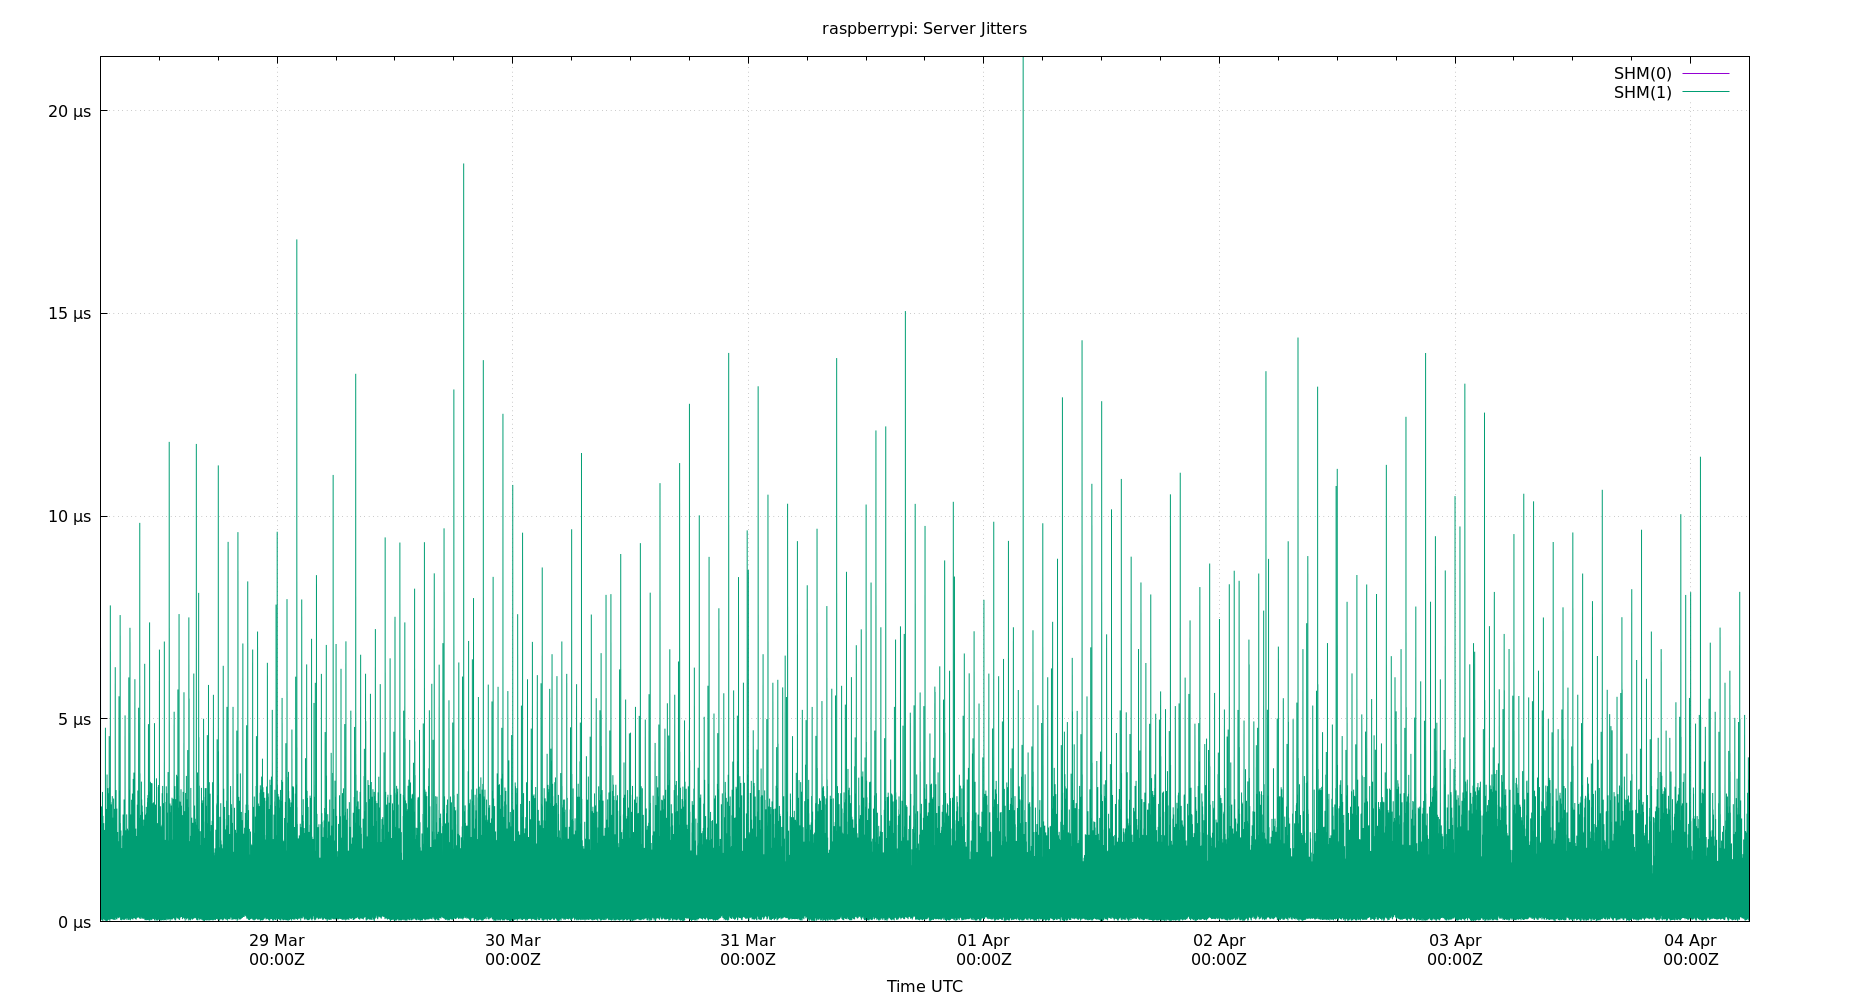 raspberrypi: Server Jitters
SHM(0)
SHM(1)
20 μs
15 μs
10 μs
5 μs
0 μs
29 Mar
00:00Z
30 Mar
00:00Z
31 Mar
00:00Z
01 Apr
00:00Z
02 Apr
00:00Z
03 Apr
00:00Z
04 Apr
00:00Z
Time UTC